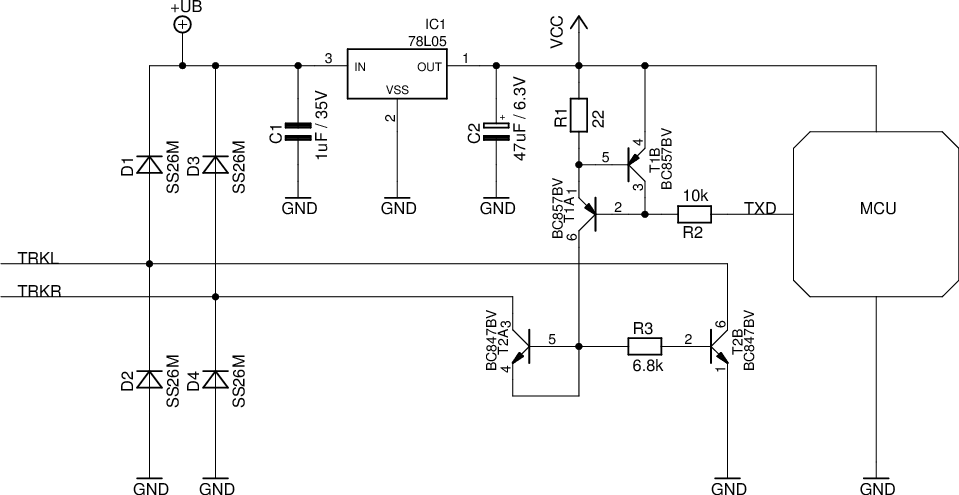 +UB
IC1
78L05
3
IN
OUT
1
VSS
2
VCC
C1
1uF / 35V
C2
+
47uF / 6.3V
R1
22
4
5
T1B
BC857BV
3
D1
SS26M
D3
SS26M
GND
GND
GND
BC857BV
T1A
1
2
6
10k
R2
TXD
MCU
TRKL
TRKR
BC847BV
T2A
3
5
4
R3
6.8k
2
6
T2B
BC847BV
1
D2
SS26M
D4
SS26M
GND
GND
GND
GND